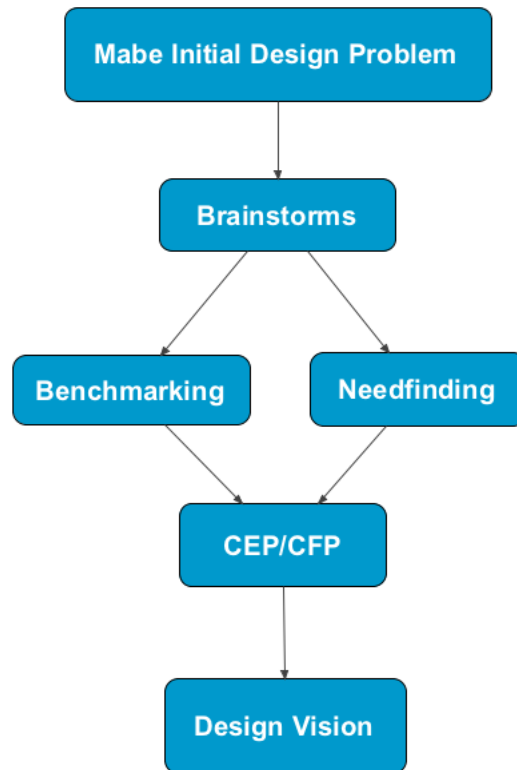 Mabe Initial Design Problem
Brainstorms
Benchmarking
Needfinding
CEP/CFP
Design Vision